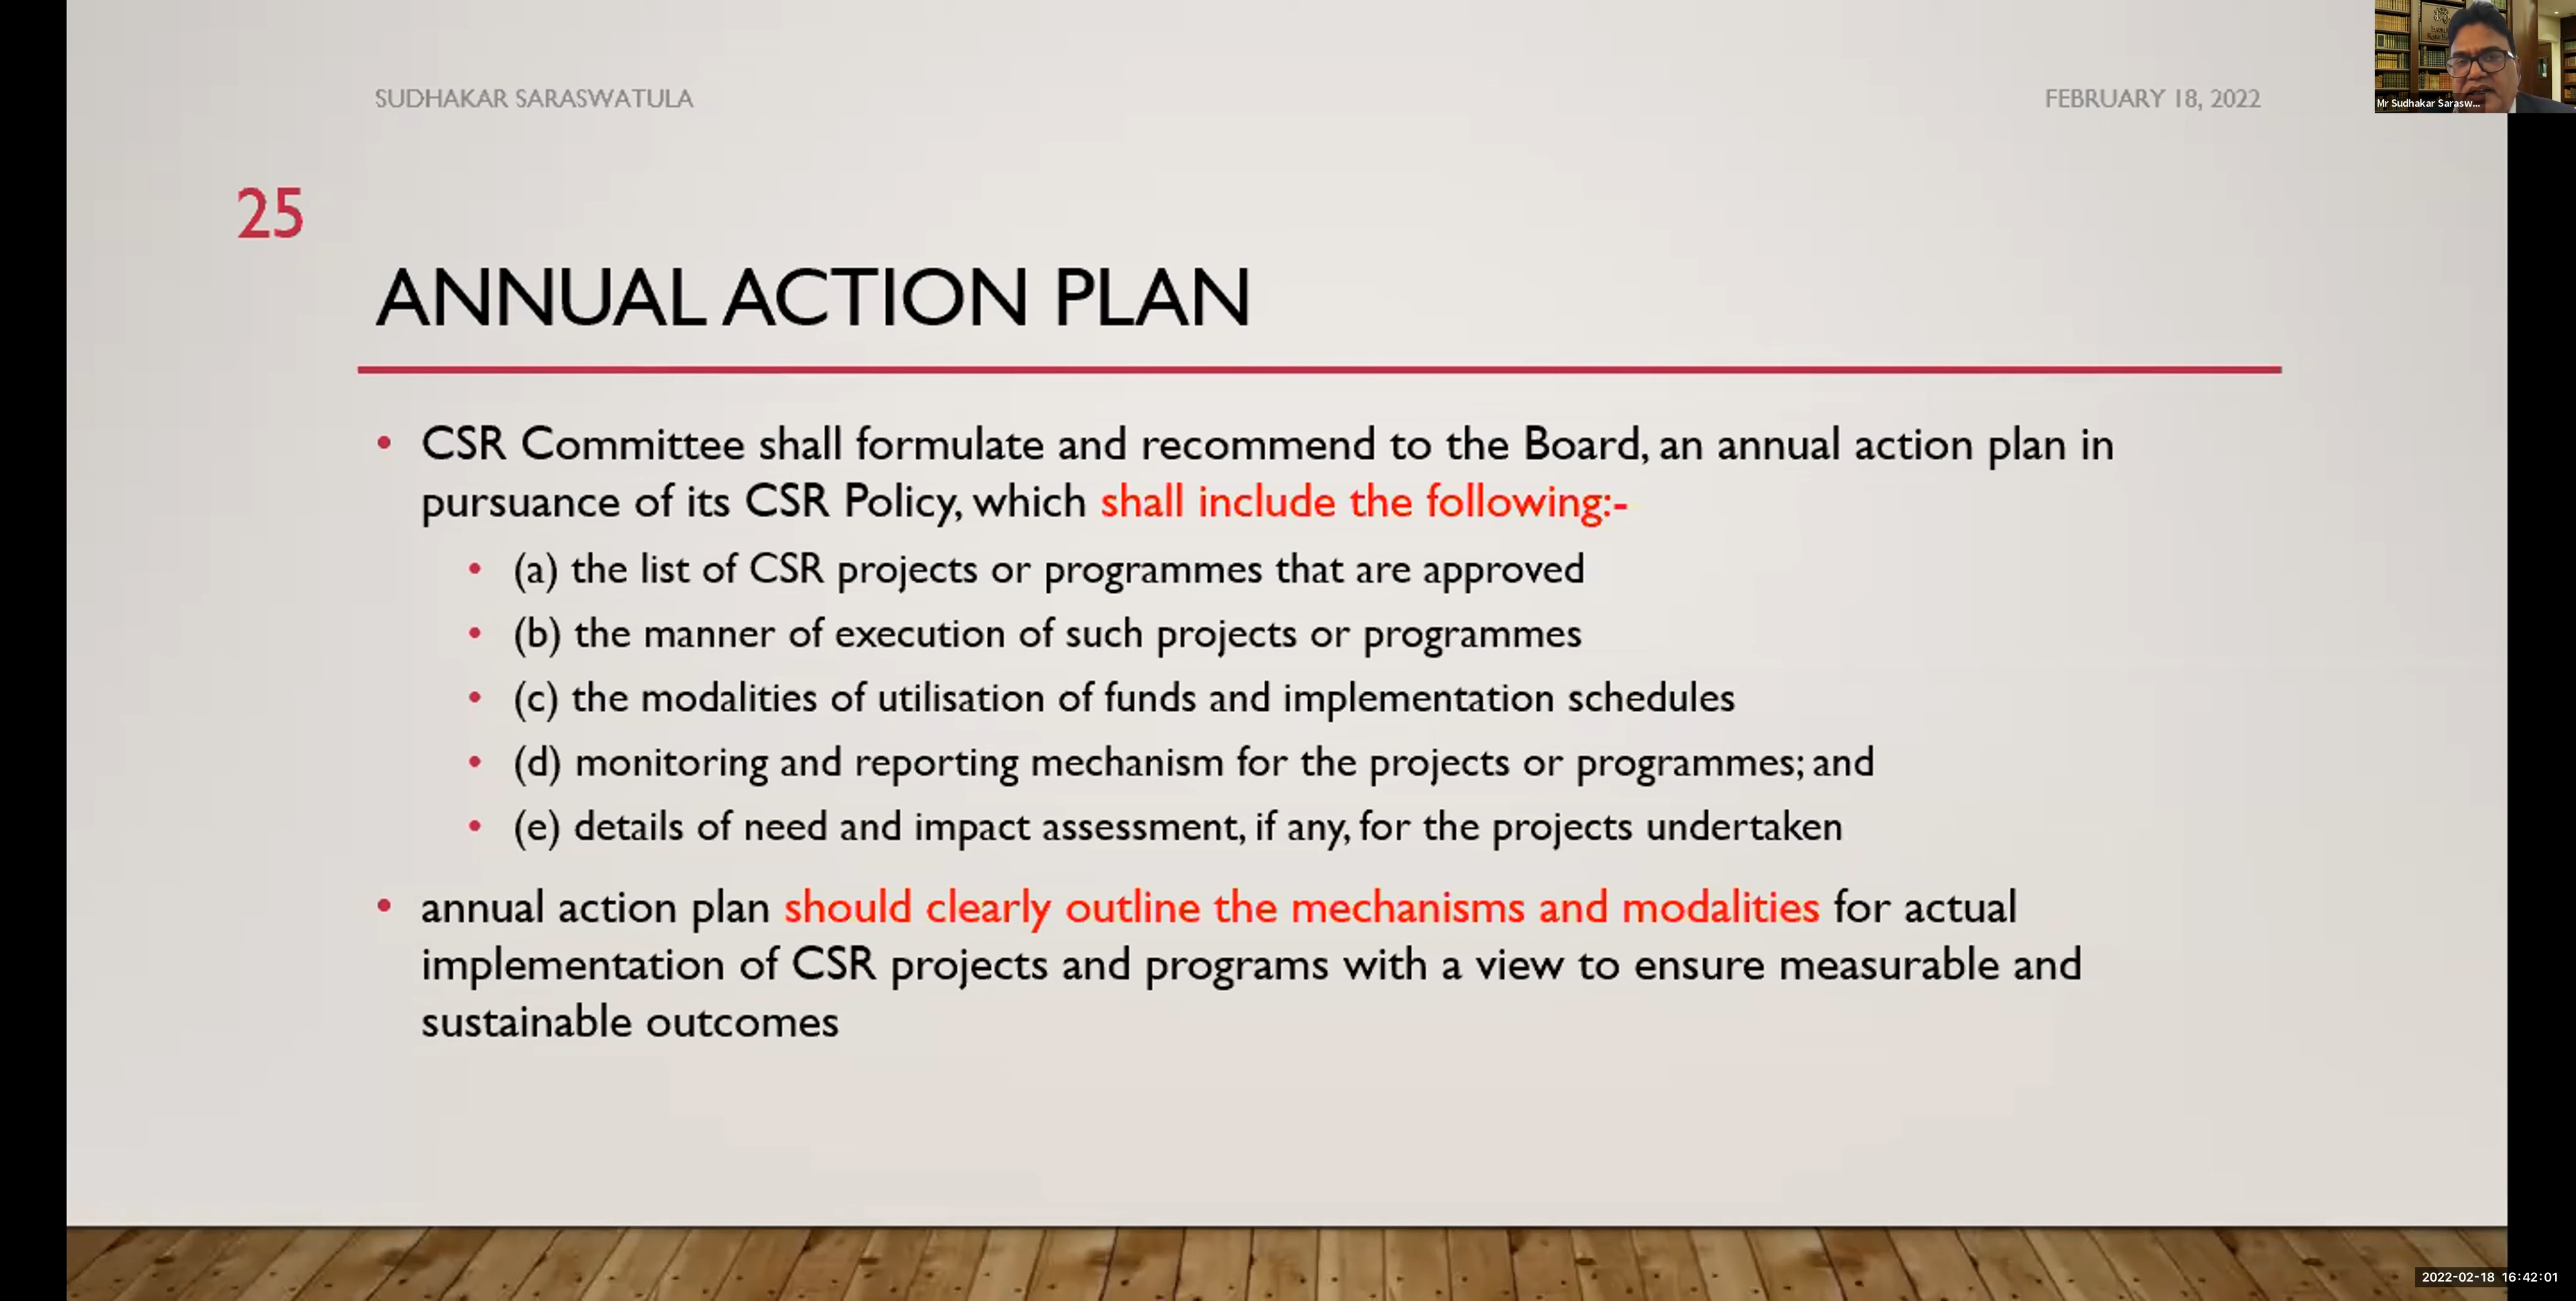 SUDHAKAR SARASWATULA
FEBRUARY 18, 2022
Mr Sudhakar Sarasw...
25
ANNUAL ACTION PLAN
• CSR Committee shall formulate and recommend to the Board, an annual action plan in
pursuance of its CSR Policy, which shall include the following:-
• (a) the list of CSR projects or programmes that are approved
• (b) the manner of execution of such projects or programmes
• (c) the modalities of utilisation of funds and implementation schedules
• (d) monitoring and reporting mechanism for the projects or programmes; and
• (e) details of need and impact assessment, if any, for the projects undertaken
• annual action plan should clearly outline the mechanisms and modalities for actual
implementation of CSR projects and programs with a view to ensure measurable and
sustainable outcomes
2022-02-18 16:42:01